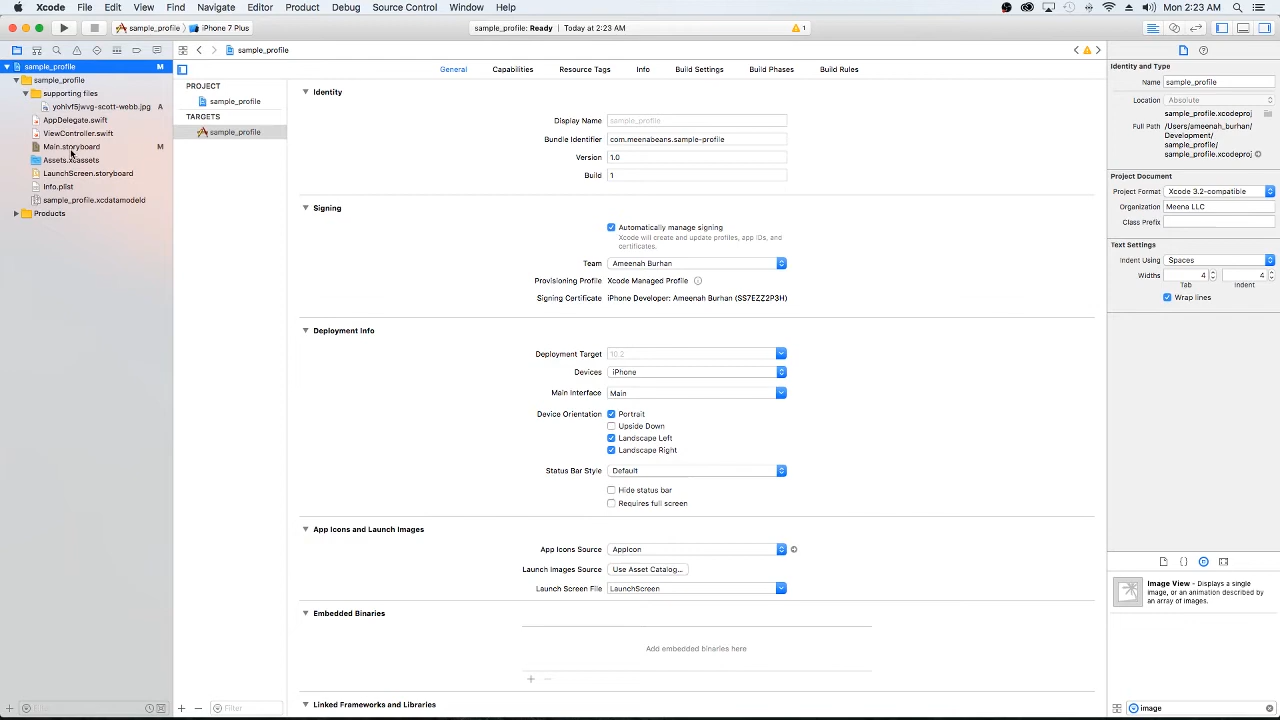 Xcode File Edit View Find Navigate Editor Product Debug Source Control Window Help Mon 2:23 AM
sample_profile iPhone 7 Plus sample_profile: Ready Today at 2:23 AM 1
sample_profile
sample_profile M
sample_profile
supporting files
yohlvf5jwvg-scott-webb.jpg A
AppDelegate.swift
ViewController.swift
Main.storyboard M
Assets.xcassets
LaunchScreen.storyboard
Info.plist
sample_profile.xcdatamodeld
Products
Filter
General Capabilities Resource Tags Info Build Settings Build Phases Build Rules
PROJECT
sample_profile
TARGETS
sample_profile
Filter
Identity
Display Name sample_profile
Bundle Identifier com.meenabeans.sample-profile
Version 1.0
Build 1
Signing
Automatically manage signing
Xcode will create and update profiles, app IDs, and
certificates.
Team Ameenah Burhan
Provisioning Profile Xcode Managed Profile
Signing Certificate iPhone Developer: Ameenah Burhan (SS7EZZ2P3H)
Deployment Info
Deployment Target 10.2
Devices iPhone
Main Interface Main
Device Orientation Portrait
Upside Down
Landscape Left
Landscape Right
Status Bar Style Default
Hide status bar
Requires full screen
App Icons and Launch Images
App Icons Source AppIcon
Launch Images Source Use Asset Catalog...
Launch Screen File LaunchScreen
Embedded Binaries
Add embedded binaries here
Linked Frameworks and Libraries
Identity and Type
Name sample_profile
Location Absolute
sample_profile.xcodeproj
Full Path /Users/ameenah_burhan/
Development/
sample_profile/
sample_profile.xcodeproj
Project Document
Project Format Xcode 3.2-compatible
Organization Meena LLC
Class Prefix
Text Settings
Indent Using Spaces
Widths 4 4
Tab Indent
Wrap lines
Image View - Displays a single
image, or an animation described by
an array of images.
image